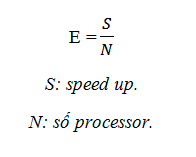 E = S/N
S: speed up.
N: số processor.